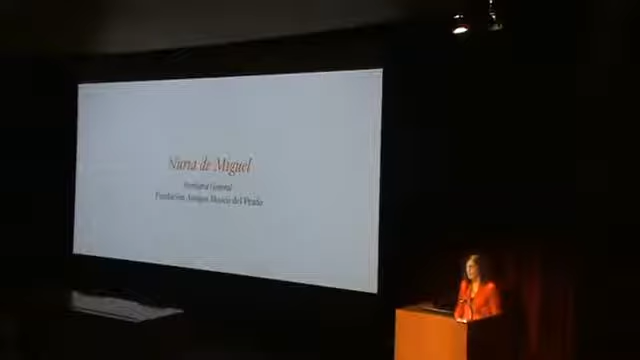 Nuria de Miguel
Secretaria General
Fundación Amigos Museo del Prado